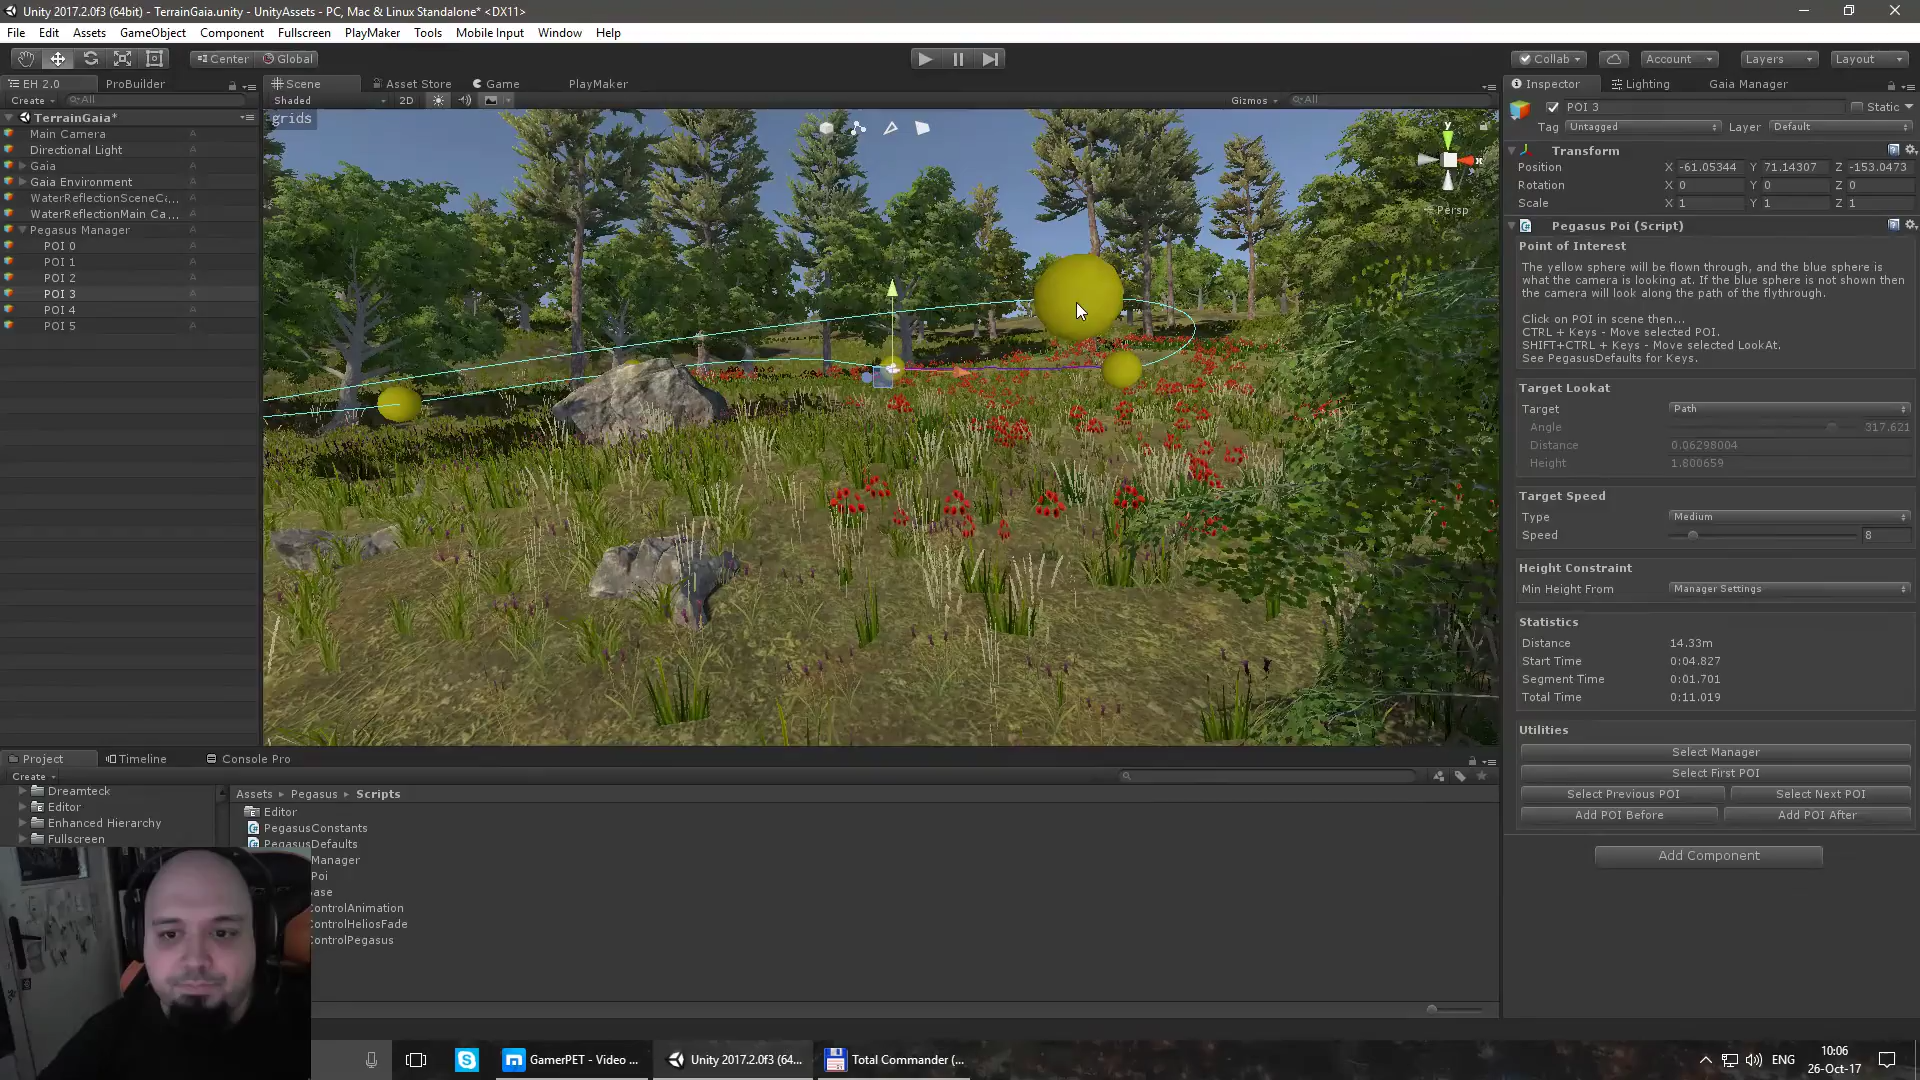 Unity 2017.2.0f3 (64bit) - TerrainGaia.unity - UnityAssets - PC, Mac & Linux Standalone* <DX11>
File Edit Assets GameObject Component Fullscreen PlayMaker Tools Mobile Input Window Help
Center Global Collab Account Layers Layout
EH 2.0 ProBuilder Scene Asset Store Game PlayMaker Inspector Lighting Gaia Manager
Create All Shaded 2D Gizmos All
grids
POI 3 Static
Tag Untagged Layer Default
TerrainGaia*
Main Camera
Directional Light
Gaia
Gaia Environment
WaterReflectionSceneCa...
WaterReflectionMain Ca...
Pegasus Manager
POI 0
POI 1
POI 2
POI 3
POI 4
POI 5
y
x
Persp
Transform
Position X -61.05344 Y 71.14307 Z -153.0473
Rotation X 0 Y 0 Z 0
Scale X 1 Y 1 Z 1
Pegasus Poi (Script)
Point of Interest
The yellow sphere will be flown through, and the blue sphere is
what the camera is looking at. If the blue sphere is not shown then
the camera will look along the path of the flythrough.
Click on POI in scene then...
CTRL + Keys - Move selected POI.
SHIFT+CTRL + Keys - Move selected LookAt.
See PegasusDefaults for Keys.
Target Lookat
Target Path
Angle 317.621
Distance 0.06298004
Height 1.800659
Target Speed
Type Medium
Speed 8
Height Constraint
Min Height From Manager Settings
Statistics
Distance 14.33m
Start Time 0:04.827
Segment Time 0:01.701
Total Time 0:11.019
Utilities
Select Manager
Select First POI
Select Previous POI Select Next POI
Add POI Before Add POI After
Add Component
Project Timeline Console Pro
Create
Dreamteck
Editor
Enhanced Hierarchy
Fullscreen
Assets Pegasus Scripts
Editor
PegasusConstants
PegasusDefaults
Manager
Poi
ase
ControlAnimation
ControlHeliosFade
ControlPegasus
GamerPET - Video ... Unity 2017.2.0f3 (64... Total Commander (...
ENG
10:06
26-Oct-17